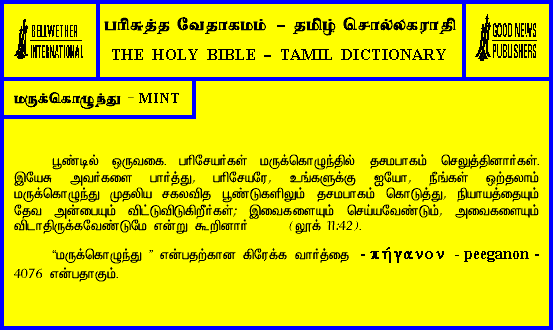 BELLWETHER
INTERNATIONAL
பரிசுத்த வேதாகமம் – தமிழ் சொல்லகராதி
THE HOLY BIBLE – TAMIL DICTIONARY
GOOD NEWS
PUBLISHERS
மருக்கொழுந்து – MINT
பூண்டில் ஒருவகை. பரிசேயர்கள் மருக்கொழுந்தில் தசமபாகம் செலுத்தினார்கள்.
இயேசு அவர்களை பார்த்து, பரிசேயரே, உங்களுக்கு ஐயோ, நீங்கள் ஒற்தலாம்
மருக்கொழுந்து முதலிய சகலவித பூண்டுகளிலும் தசமபாகம் கொடுத்து, நியாயத்தையும்
தேவ அன்பையும் விட்டுவிடுகிறீர்கள்; இவைகளையும் செய்யவேண்டும், அவைகளையும்
விடாதிருக்கவேண்டுமே என்று கூறினார் (லூக் 11:42).
“மருக்கொழுந்து ” என்பதற்கான கிரேக்க வார்த்தை - πήγανον - peeganon -
4076 என்பதாகும்.